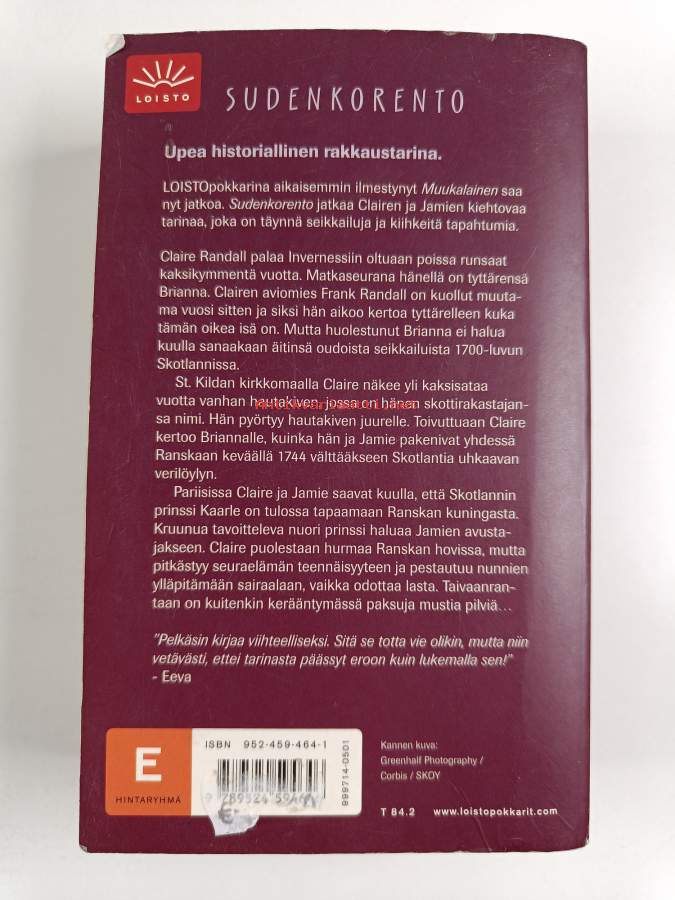 LOISTO
SUDENKORENTO
Upea historiallinen rakkaustarina.
LOISTOpokkarina aikaisemmin ilmestynyt Muukalainen saa
nyt jatkoa. Sudenkorento jatkaa Clairen ja Jamien kiehtovaa
tarinaa, joka on täynnä seikkailuja ja kiihkeitä tapahtumia.
Claire Randall palaa Invernessiin oltuaan poissa runsaat
kaksikymmentä vuotta. Matkaseurana hänellä on tyttärensä
Brianna. Clairen aviomies Frank Randall on kuollut muuta-
ma vuosi sitten ja siksi hän aikoo kertoa tyttärelleen kuka
tämän oikea isä on. Mutta huolestunut Brianna ei halua
kuulla sanaakaan äitinsä oudoista seikkailuista 1700-luvun
Skotlannissa.
St. Kildan kirkkomaalla Claire näkee yli kaksisataa
vuotta vanhan hautakiven, jossa on hänen skottirakastajan-
sa nimi. Hän pyörtyy hautakiven juurelle. Toivuttuaan Claire
kertoo Briannalle, kuinka hän ja Jamie pakenivat yhdessä
Ranskaan keväällä 1744 välttääkseen Skotlantia uhkaavan
verilöylyn.
Pariisissa Claire ja Jamie saavat kuulla, että Skotlannin
prinssi Kaarle on tulossa tapaamaan Ranskan kuningasta.
Kruunua tavoitteleva nuori prinssi haluaa Jamien avusta-
jakseen. Claire puolestaan hurmaa Ranskan hovissa, mutta
pitkästyy seuraelämän teennäisyyteen ja pestautuu nunnien
ylläpitämään sairaalaan, vaikka odottaa lasta. Taivaanran-
taan on kuitenkin kerääntymässä paksuja mustia pilviä...
"Pelkäsin kirjaa viihteelliseksi. Sitä se totta vie olikin, mutta niin
vetävästi, ettei tarinasta päässyt eroon kuin lukemalla sen!"
- Eeva
E
HINTARYHMÄ
ISBN 952-459-464-1
999714-0501
Kannen kuva:
Greenhalf Photography /
Corbis / SKOY
T 84.2
www.loistopokkarit.com